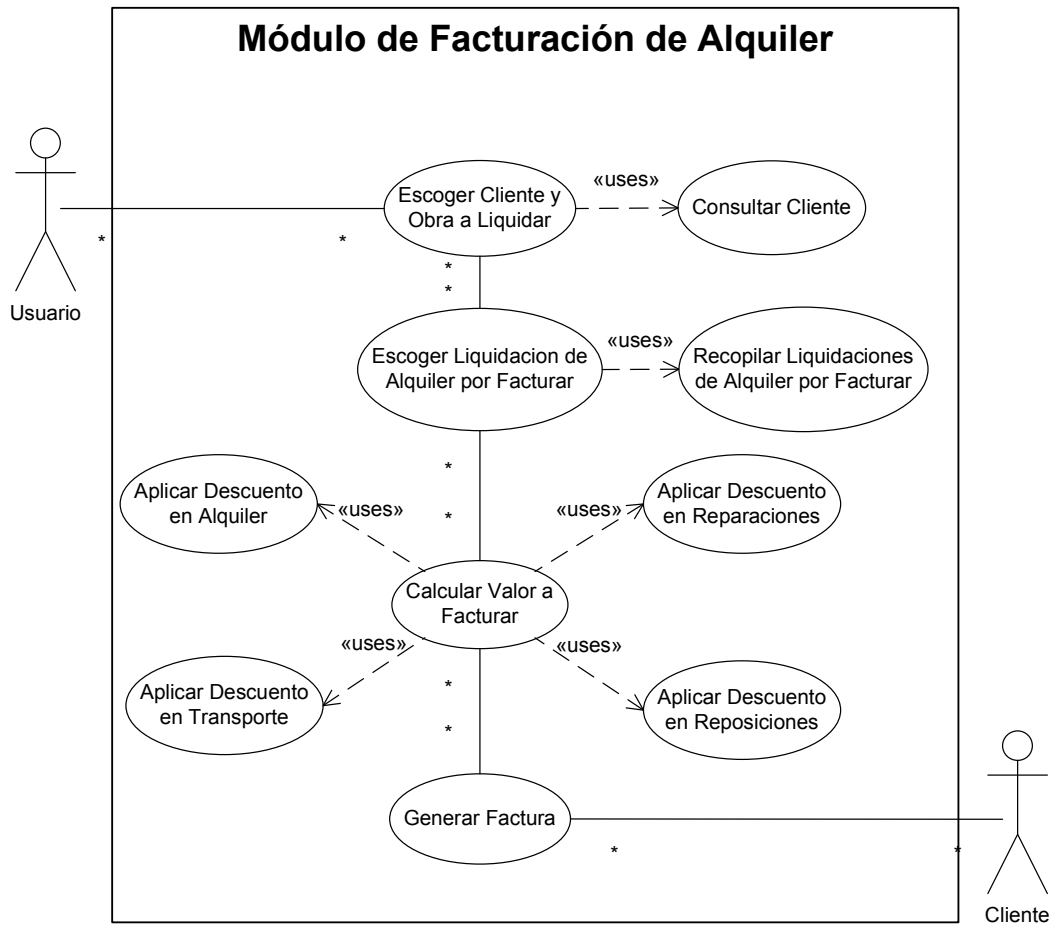 Módulo de Facturación de Alquiler
Usuario
*
*
Escoger Cliente y
Obra a Liquidar
«uses»
Consultar Cliente
*
*
Escoger Liquidacion de
Alquiler por Facturar
«uses»
Recopilar Liquidaciones
de Alquiler por Facturar
*
*
Aplicar Descuento
en Alquiler
«uses»
«uses»
Aplicar Descuento
en Reparaciones
Calcular Valor a
Facturar
«uses»
«uses»
Aplicar Descuento
en Transporte
*
*
Aplicar Descuento
en Reposiciones
Generar Factura
*
*
Cliente